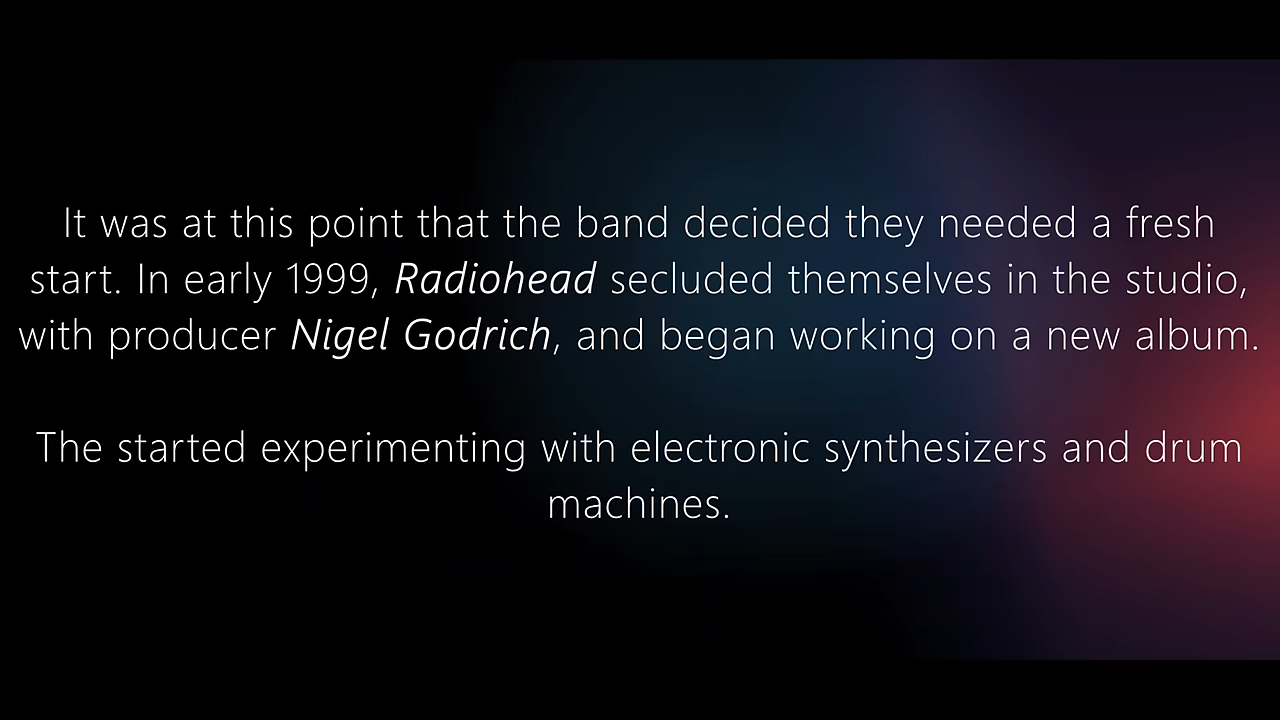 It was at this point that the band decided they needed a fresh
start. In early 1999, Radiohead secluded themselves in the studio,
with producer Nigel Godrich, and began working on a new album.
The started experimenting with electronic synthesizers and drum
machines.